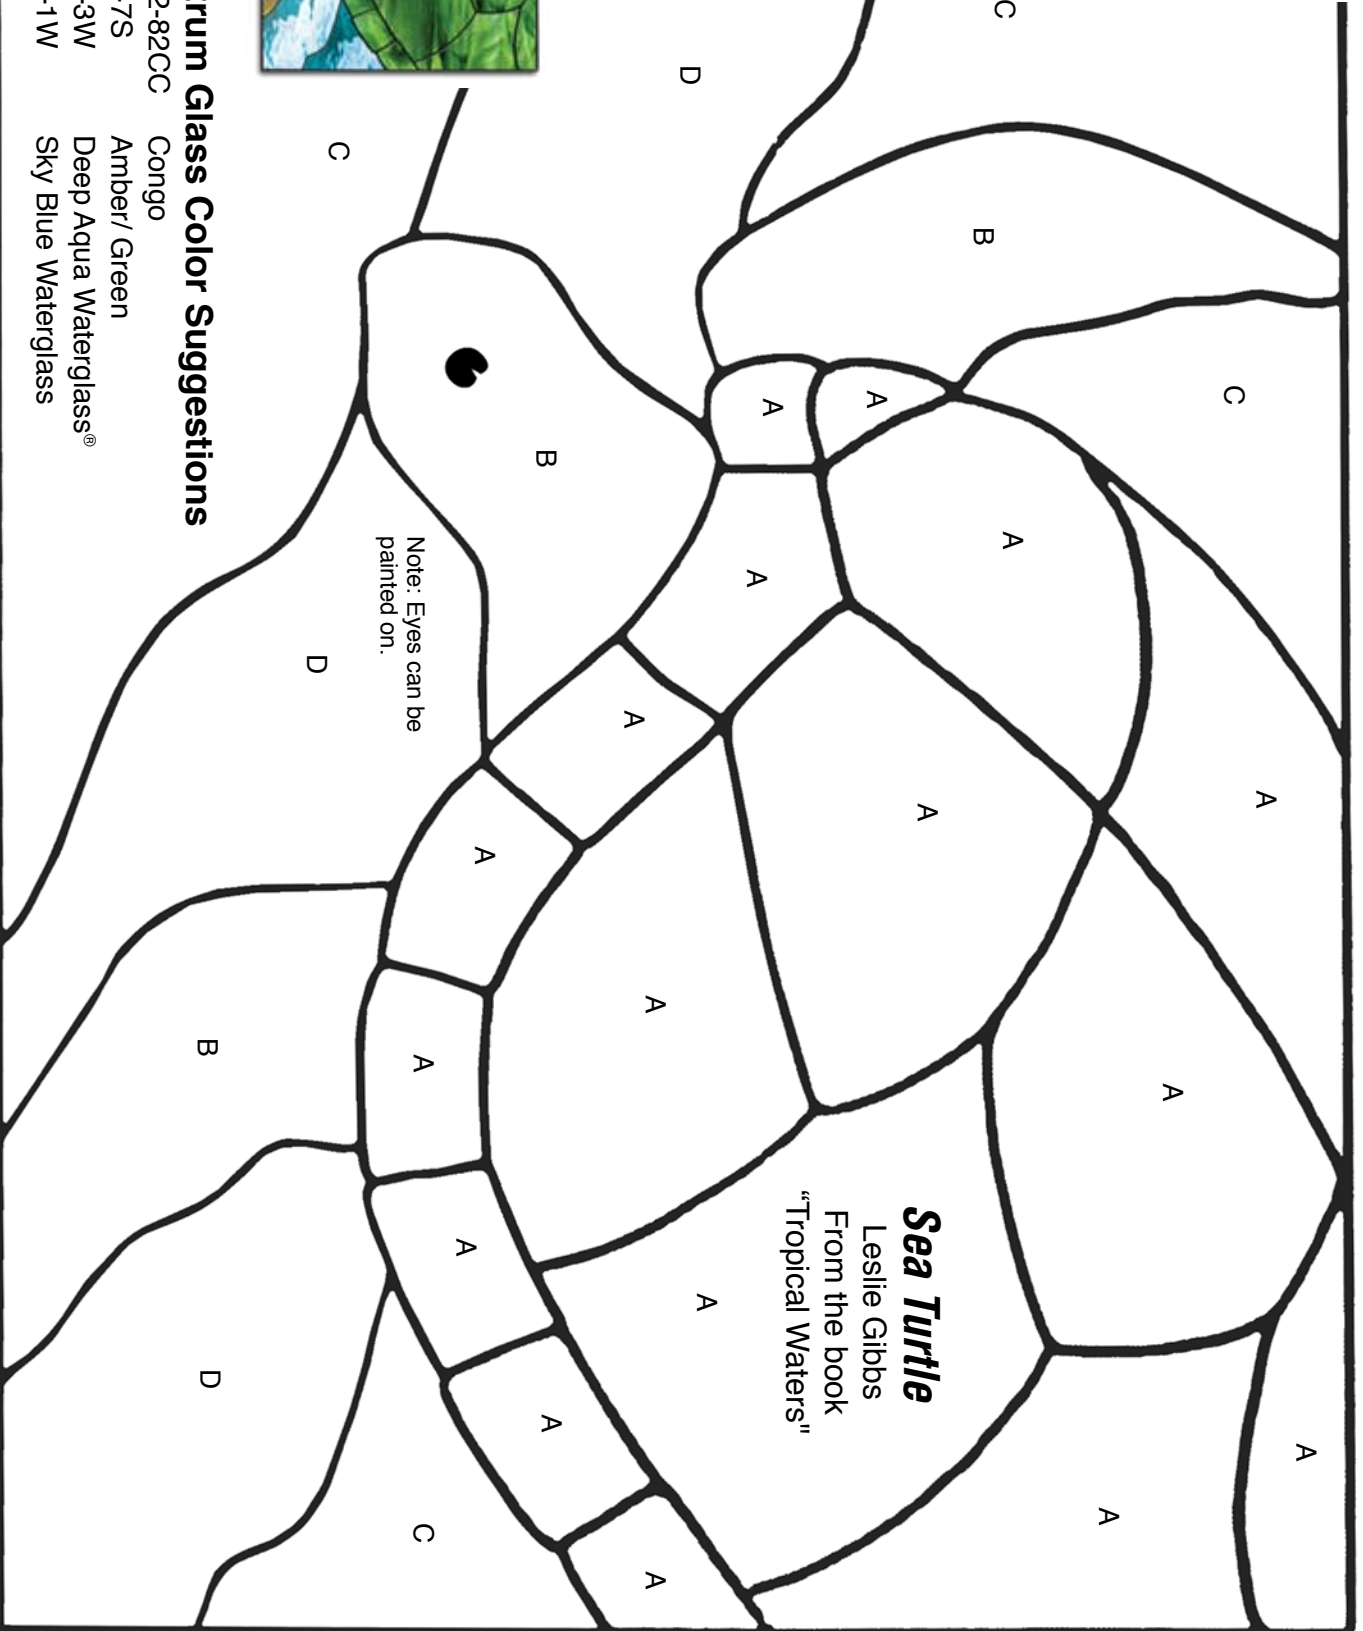 A
A
C
A
A
A
C
B
A
Sea Turtle
Leslie Gibbs
From the book
“Tropical Waters"
A
A
A
A
D
A
A
A
A
B
A
A
A
C
Note: Eyes can be
painted on.
C
D
D
B
rum Glass Color Suggestions
2-82CC Congo
-7S Amber/ Green
-3W Deep Aqua Waterglass®
-1W Sky Blue Waterglass